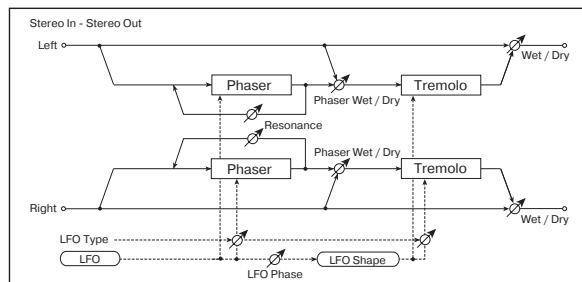 Stereo In - Stereo Out
Left
Wet / Dry
Phaser
Tremolo
Phaser Wet / Dry
Resonance
Phaser Wet / Dry
Phaser
Tremolo
Right
Wet / Dry
LFO Type
LFO
LFO Phase
LFO Shape